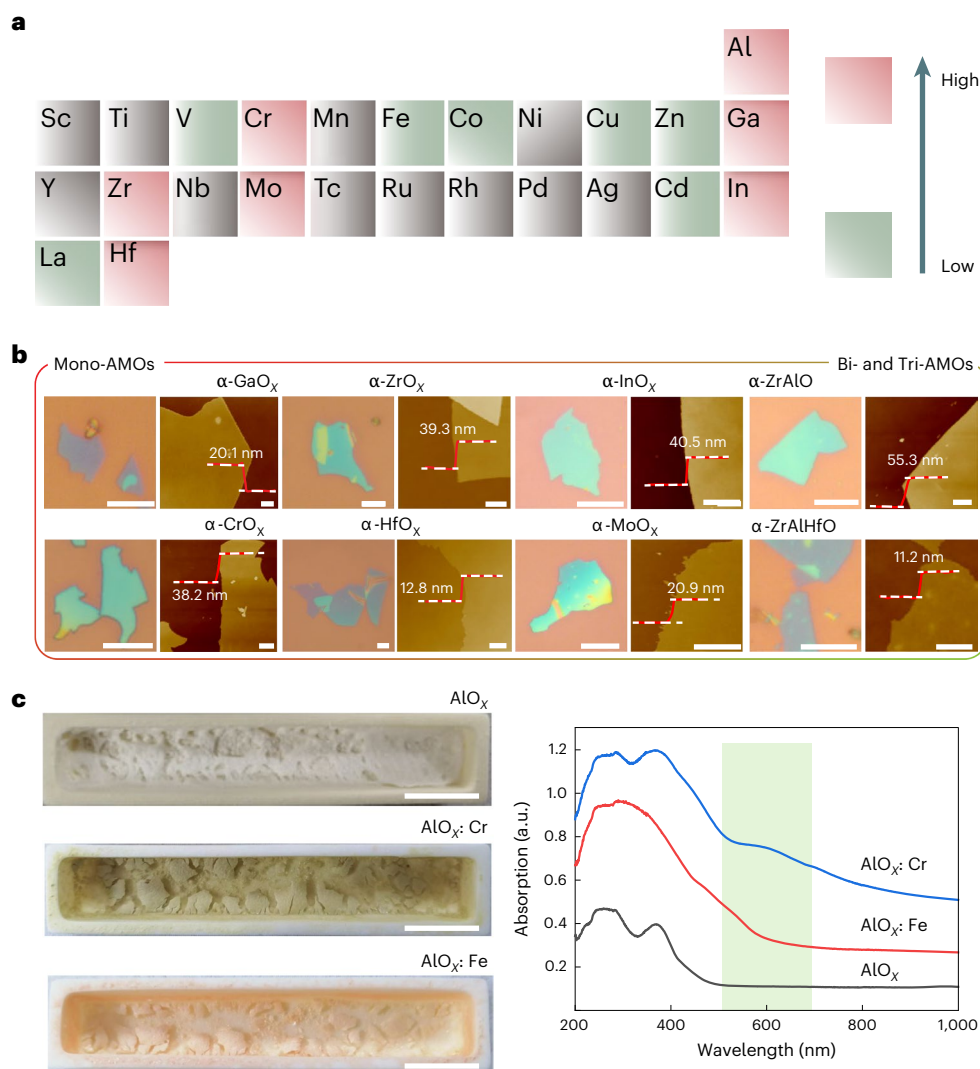 a
Al
High
Sc Ti V Cr Mn Fe Co Ni Cu Zn Ga
Y Zr Nb Mo Tc Ru Rh Pd Ag Cd In
Low
La Hf
b
Mono-AMOs
Bi- and Tri-AMOs
α-GaOX α-ZrOX α-InOX α-ZrAlO
20.1 nm
39.3 nm
40.5 nm
55.3 nm
α-CrOX α-HfOX α-MoOX α-ZrAlHfO
38.2 nm
12.8 nm
20.9 nm
11.2 nm
c
AlOX
AlOX: Cr
AlOX: Fe
Absorption (a.u.)
1.2
1.0
0.8
0.6
0.4
0.2
AlOX: Cr
AlOX: Fe
AlOX
200 400 600 800 1,000
Wavelength (nm)